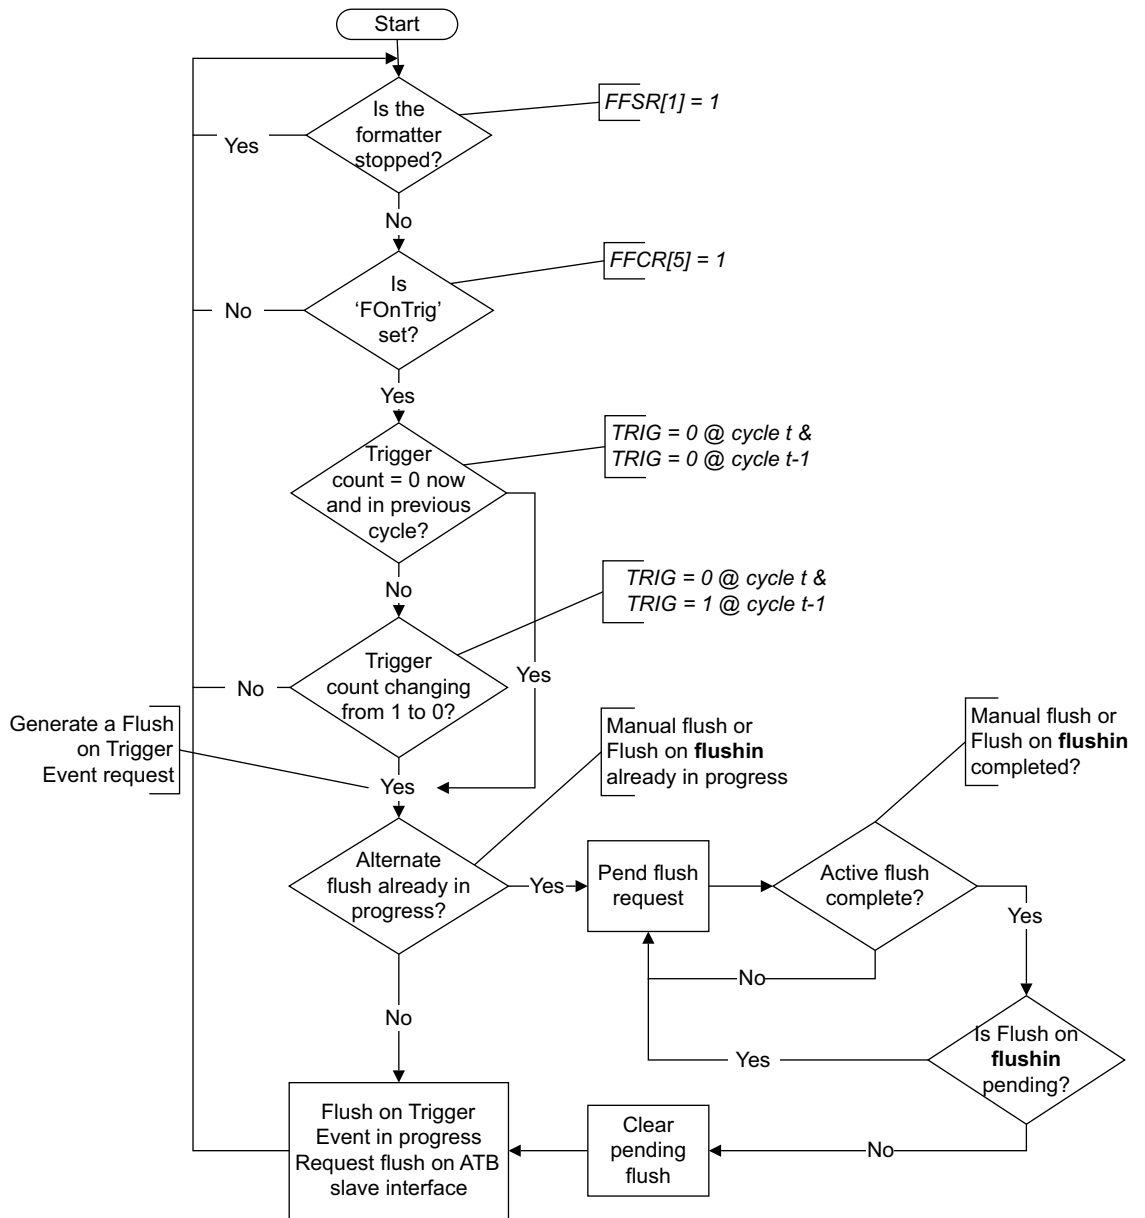 Start
Is the
formatter
stopped?
FFSR[1] = 1
Yes
No
Is
‘FOnTrig’
set?
FFCR[5] = 1
No
Yes
Trigger
count = 0 now
and in previous
cycle?
TRIG = 0 @ cycle t &
TRIG = 0 @ cycle t-1
No
TRIG = 0 @ cycle t &
TRIG = 1 @ cycle t-1
Trigger
count changing
from 1 to 0?
No
Yes
Generate a Flush
on Trigger
Event request
Yes
Manual flush or
Flush on flushin
already in progress
Manual flush or
Flush on flushin
completed?
Alternate
flush already in
progress?
Yes
Pend flush
request
Active flush
complete?
Yes
No
No
Is Flush on
flushin
pending?
Yes
No
Clear
pending
flush
Flush on Trigger
Event in progress
Request flush on ATB
slave interface